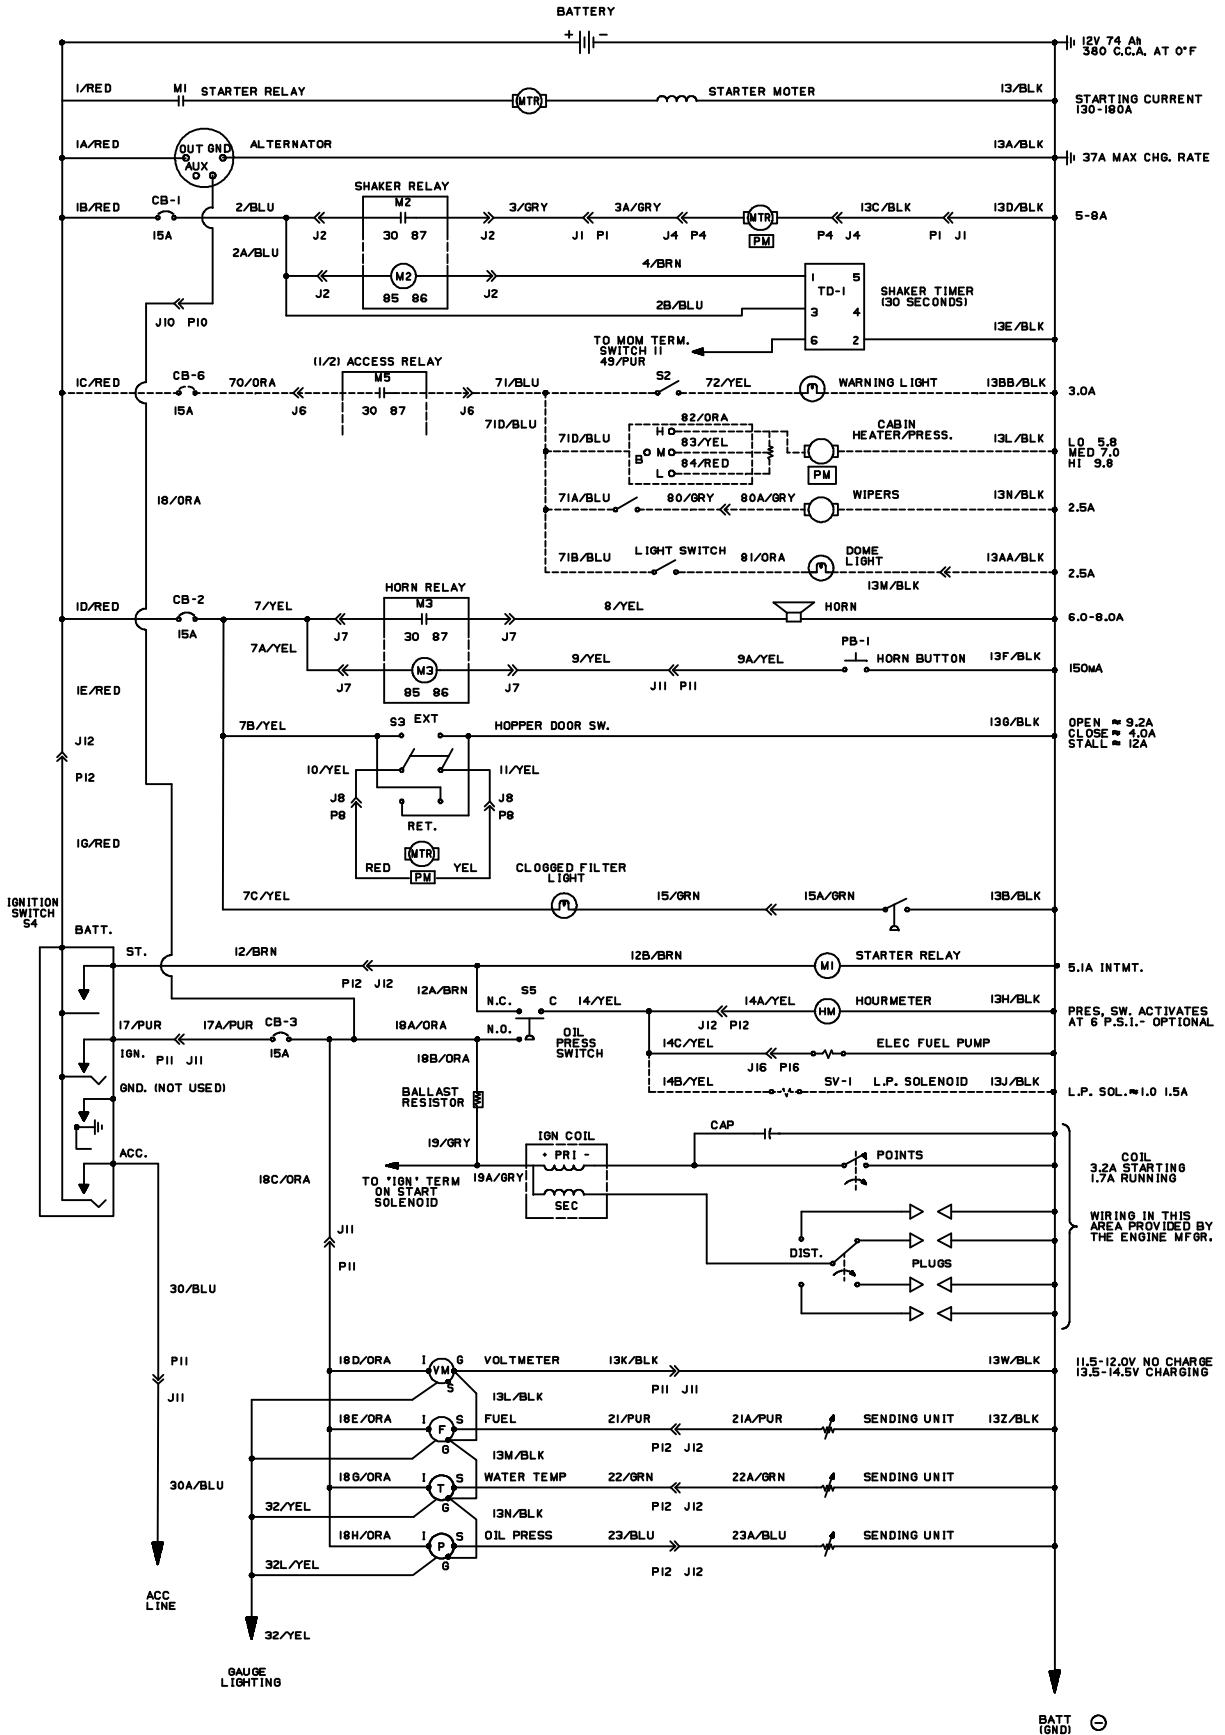 BATTERY
+ -
12V 74 Ah
380 C.C.A. AT 0°F
1/RED M1 STARTER RELAY MTR STARTER MOTER 13/BLK
STARTING CURRENT
130-180A
1A/RED OUT GND ALTERNATOR 13A/BLK 37A MAX CHG. RATE
AUX
SHAKER RELAY
1B/RED CB-1 2/BLU M2 3/GRY 3A/GRY MTR 13C/BLK 13D/BLK 5-8A
15A J2 30 87 J2 J1 P1 J4 P4 PM P4 J4 P1 J1
2A/BLU M2 4/BRN 1 5
J2 85 86 J2 TD-1 SHAKER TIMER
(30 SECONDS)
2B/BLU 3 4
J10 P10
TO MOM TERM.
SWITCH 11
49/PUR
6 2 13E/BLK
(1/2) ACCESS RELAY
1C/RED CB-6 70/ORA M5 71/BLU S2 72/YEL WARNING LIGHT 13BB/BLK 3.0A
15A J6 30 87 J6
71D/BLU 82/ORA CABIN
HEATER/PRESS.
71D/BLU H 83/YEL 13L/BLK LO 5.8
B M MED 7.0
L 84/RED PM HI 9.8
18/ORA 71A/BLU 80/GRY 80A/GRY WIPERS 13N/BLK 2.5A
71B/BLU LIGHT SWITCH 81/ORA DOME
LIGHT 13AA/BLK 2.5A
13M/BLK
HORN RELAY
1D/RED CB-2 7/YEL M3 8/YEL HORN 6.0-8.0A
15A J7 30 87 J7
7A/YEL M3 9/YEL 9A/YEL PB-1 HORN BUTTON 13F/BLK 150MA
J7 85 86 J7 J11 P11
1E/RED
7B/YEL S3 EXT HOPPER DOOR SW. 13G/BLK OPEN ≈ 9.2A
CLOSE ≈ 4.0A
STALL ≈ 12A
J12
P12
10/YEL 11/YEL
J8 J8
P8 P8
RET.
1G/RED
MTR
RED PM YEL
CLOGGED FILTER
LIGHT
7C/YEL 15/GRN 15A/GRN 13B/BLK
IGNITION
SWITCH
S4
BATT.
ST. 12/BRN 12B/BRN M1 STARTER RELAY 5.1A INTMT.
P12 J12
12A/BRN N.C. S5 C 14/YEL 14A/YEL HM HOURMETER 13H/BLK PRES, SW. ACTIVATES
AT 6 P.S.I.- OPTIONAL
J12 P12
17/PUR 17A/PUR CB-3 18A/ORA N.O. OIL
PRESS
SWITCH
IGN. P11 J11 15A 18B/ORA
14C/YEL ELEC FUEL PUMP
J16 P16
GND. (NOT USED)
14B/YEL SV-1 L.P. SOLENOID 13J/BLK L.P. SOL.≈1.0 1.5A
BALLAST
RESISTOR
CAP
19/GRY IGN COIL
+ PRI - POINTS COIL
3.2A STARTING
1.7A RUNNING
ACC.
18C/ORA TO "IGN" TERM
ON START
SOLENOID
19A/GRY SEC
WIRING IN THIS
AREA PROVIDED BY
THE ENGINE MFGR.
J11
P11
DIST. PLUGS
30/BLU
P11
J11
18D/ORA I VM G VOLTMETER 13K/BLK 13W/BLK 11.5-12.0V NO CHARGE
13.5-14.5V CHARGING
S P11 J11
13L/BLK
18E/ORA I F S FUEL 21/PUR 21A/PUR SENDING UNIT 13Z/BLK
G P12 J12
13M/BLK
30A/BLU 18G/ORA I T S WATER TEMP 22/GRN 22A/GRN SENDING UNIT
32/YEL G P12 J12
13N/BLK
18H/ORA I P S OIL PRESS 23/BLU 23A/BLU SENDING UNIT
32L/YEL G P12 J12
ACC
LINE
32/YEL
GAUGE
LIGHTING
BATT
(GND) -